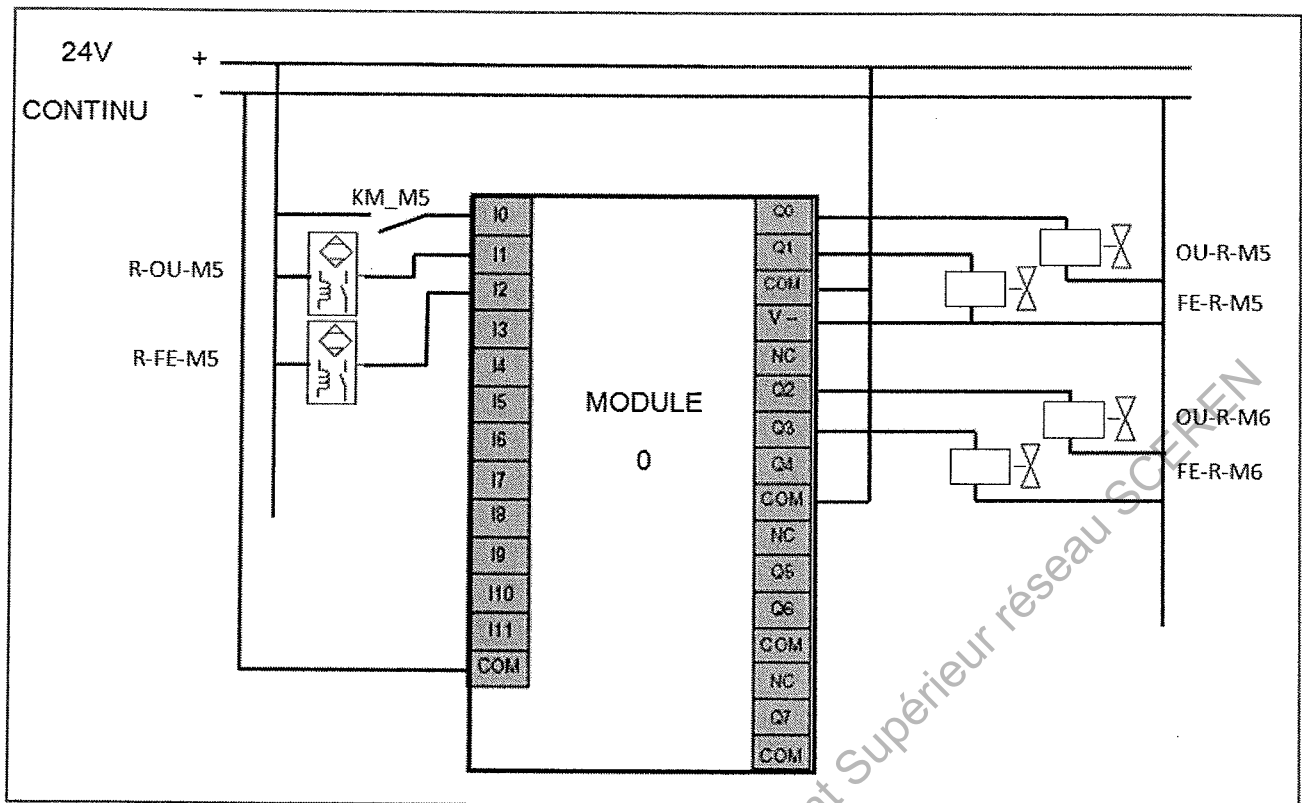 24V
+
CONTINU
-
KM_M5
R-OU-M5
R-FE-M5
I0
I1
I2
I3
I4
I5
I6
I7
I8
I9
I10
I11
COM
MODULE
0
Q0
Q1
COM
V -
NC
Q2
Q3
Q4
COM
NC
Q5
Q6
COM
NC
Q7
COM
OU-R-M5
FE-R-M5
OU-R-M6
FE-R-M6
nt Supérieur réseau SCEREN